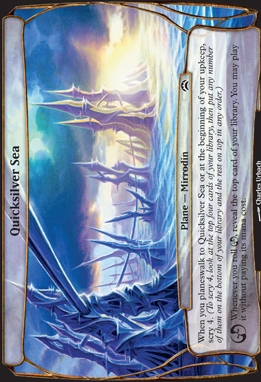 Quicksilver Sea
Plane — Mirrodin
When you planeswalk to Quicksilver Sea or at the beginning of your upkeep,
scry 4. (To scry 4, look at the top four cards of your library, then put any number
of them on the bottom of your library and the rest on top in any order.)
Whenever you roll , reveal the top card of your library. You may play
it without paying its mana cost.
Charles Urbach